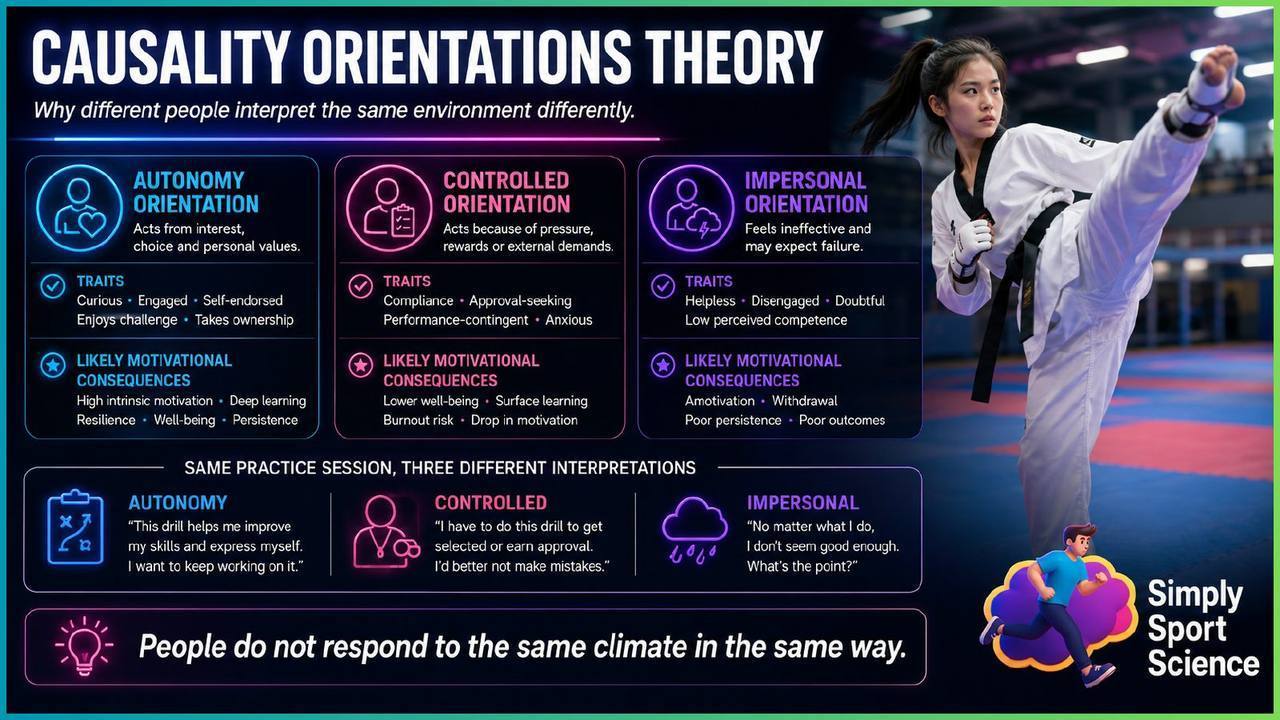 CAUSALITY ORIENTATIONS THEORY
Why different people interpret the same environment differently.
AUTONOMY
ORIENTATION
Acts from interest,
choice and personal values.
TRAITS
Curious • Engaged • Self-endorsed
Enjoys challenge • Takes ownership
LIKELY MOTIVATIONAL
CONSEQUENCES
High intrinsic motivation • Deep learning
Resilience • Well-being • Persistence
CONTROLLED
ORIENTATION
Acts because of pressure,
rewards or external demands.
TRAITS
Compliance • Approval-seeking
Performance-contingent • Anxious
LIKELY MOTIVATIONAL
CONSEQUENCES
Lower well-being • Surface learning
Burnout risk • Drop in motivation
IMPERSONAL
ORIENTATION
Feels ineffective and
may expect failure.
TRAITS
Helpless • Disengaged • Doubtful
Low perceived competence
LIKELY MOTIVATIONAL
CONSEQUENCES
Amotivation • Withdrawal
Poor persistence • Poor outcomes
SAME PRACTICE SESSION, THREE DIFFERENT INTERPRETATIONS
AUTONOMY
“This drill helps me improve
my skills and express myself.
I want to keep working on it.”
CONTROLLED
“I have to do this drill to get
selected or earn approval.
I’d better not make mistakes.”
IMPERSONAL
“No matter what I do,
I don’t seem good enough.
What’s the point?”
People do not respond to the same climate in the same way.
Simply
Sport
Science